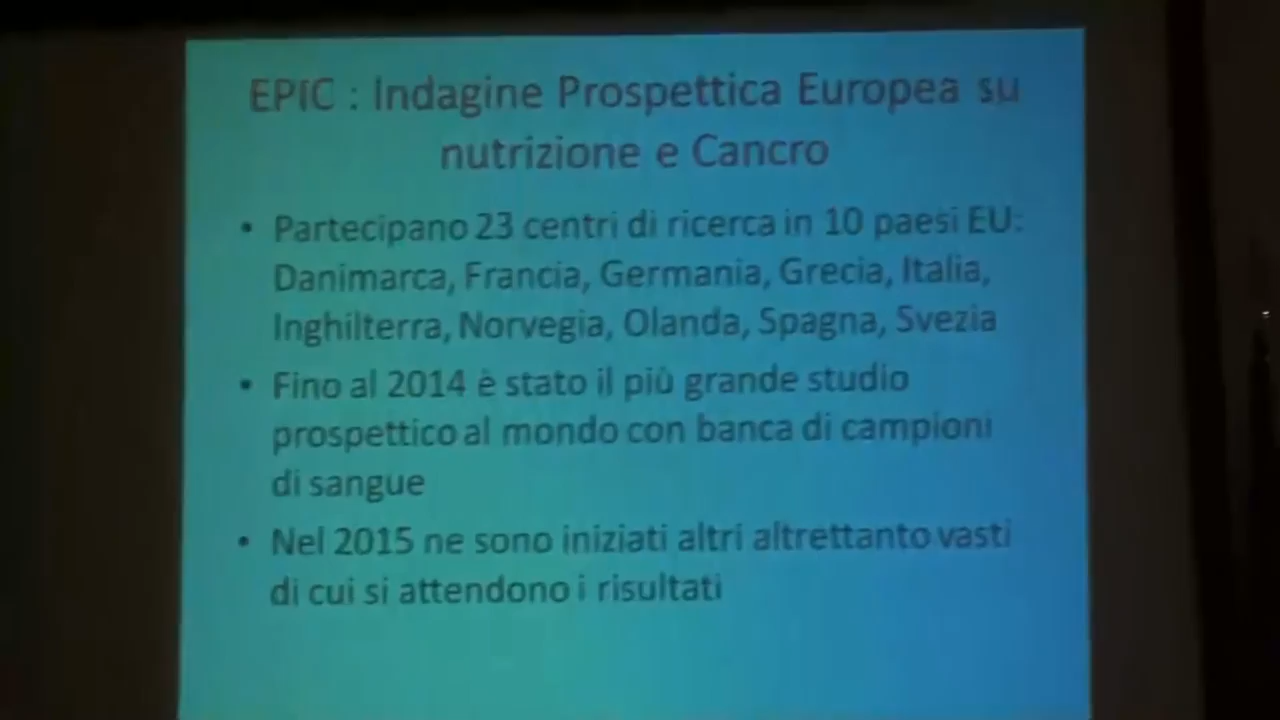 EPIC : Indagine Prospettica Europea su
nutrizione e Cancro
• Partecipano 23 centri di ricerca in 10 paesi EU:
Danimarca, Francia, Germania, Grecia, Italia,
Inghilterra, Norvegia, Olanda, Spagna, Svezia
• Fino al 2014 è stato il più grande studio
prospettico al mondo con banca di campioni
di sangue
• Nel 2015 ne sono iniziati altri altrettanto vasti
di cui si attendono i risultati